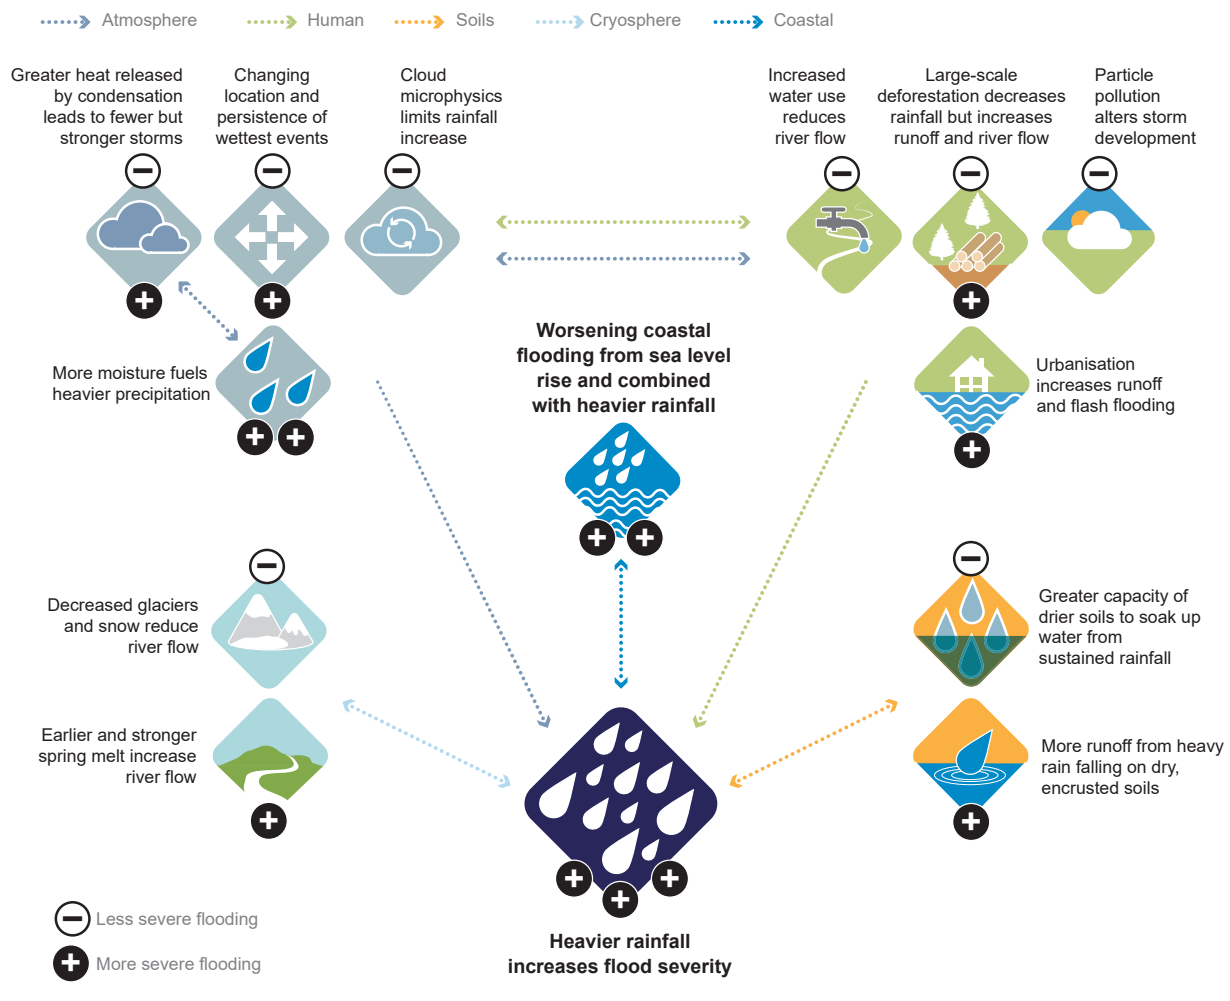 Atmosphere
Human
Soils
Cryosphere
Coastal
Greater heat released
by condensation
leads to fewer but
stronger storms
Changing
location and
persistence of
wettest events
Cloud
microphysics
limits rainfall
increase
Increased
water use
reduces
river flow
Large-scale
deforestation decreases
rainfall but increases
runoff and river flow
Particle
pollution
alters storm
development
More moisture fuels
heavier precipitation
Worsening coastal
flooding from sea level
rise and combined
with heavier rainfall
Urbanisation
increases runoff
and flash flooding
Decreased glaciers
and snow reduce
river flow
Greater capacity of
drier soils to soak up
water from
sustained rainfall
Earlier and stronger
spring melt increase
river flow
More runoff from heavy
rain falling on dry,
encrusted soils
Less severe flooding
More severe flooding
Heavier rainfall
increases flood severity